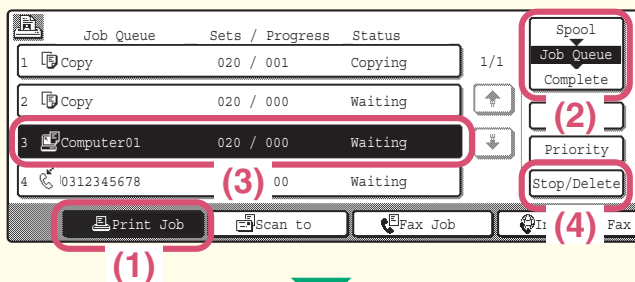 Job Queue Sets / Progress Status
1 Copy 020 / 001 Copying
2 Copy 020 / 000 Waiting
3 Computer01 020 / 000 Waiting
4 0312345678 00 Waiting
(3)
1/1
Spool
Job Queue
Complete
(2)
Priority
Stop/Delete
(4)
Print Job Scan to Fax Job Fax
(1)